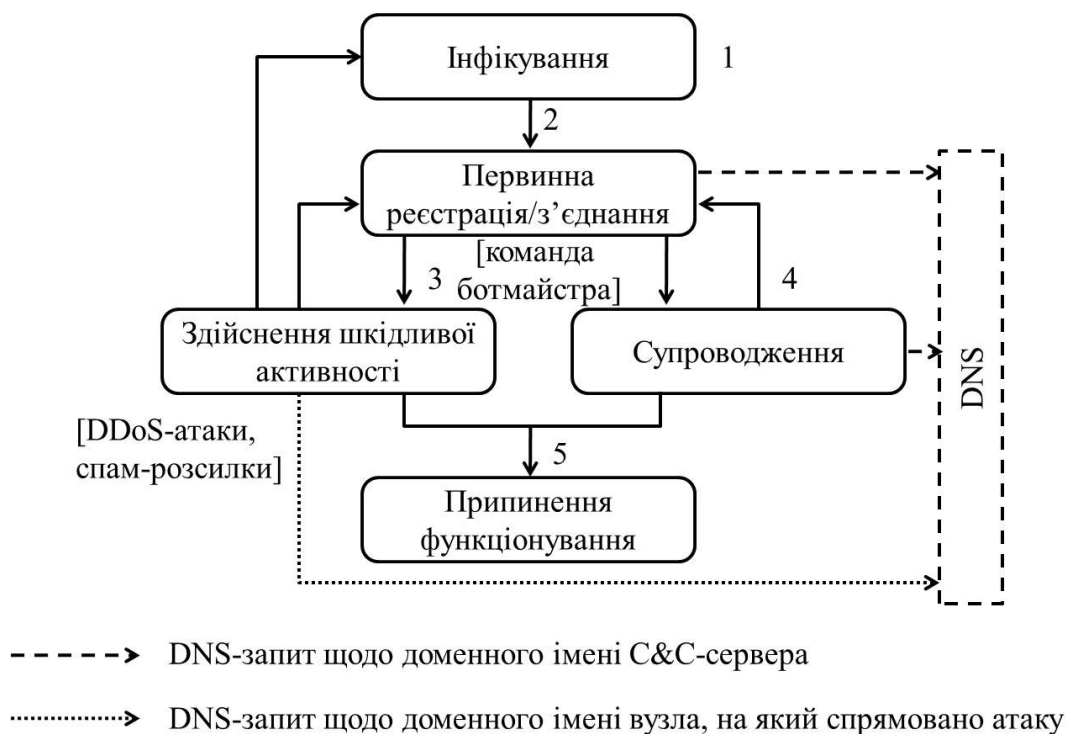 Інфікування
1
2
Первинна
реєстрація/з’єднання
[команда
ботмайстра]
3
4
Здійснення шкідливої
активності
Супроводження
DNS
[DDoS-атаки,
спам-розсилки]
5
Припинення
функціонування
DNS-запит щодо доменного імені C&C-сервера
DNS-запит щодо доменного імені вузла, на який спрямовано атаку